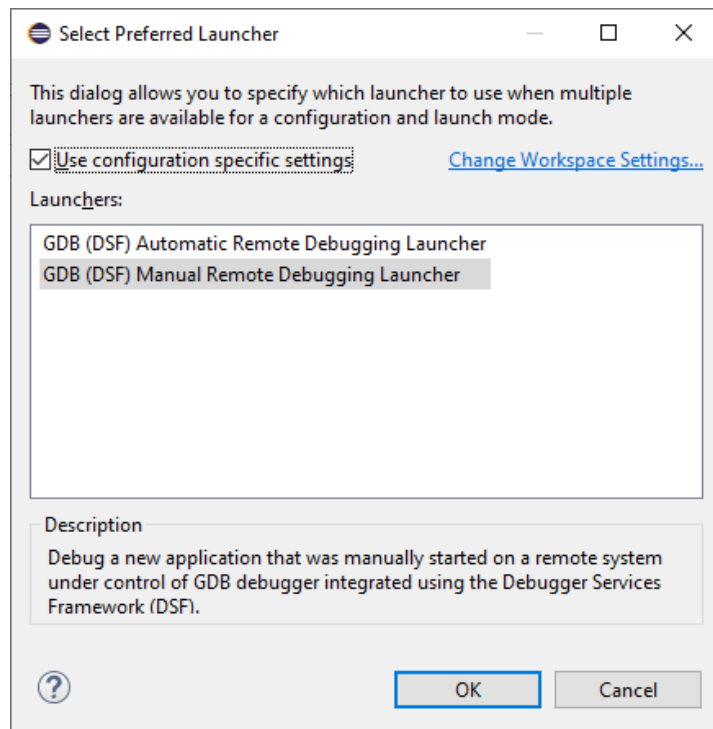 Select Preferred Launcher
This dialog allows you to specify which launcher to use when multiple
launchers are available for a configuration and launch mode.
Use configuration specific settings
Change Workspace Settings...
Launchers:
GDB (DSF) Automatic Remote Debugging Launcher
GDB (DSF) Manual Remote Debugging Launcher
Description
Debug a new application that was manually started on a remote system
under control of GDB debugger integrated using the Debugger Services
Framework (DSF).
?
OK
Cancel